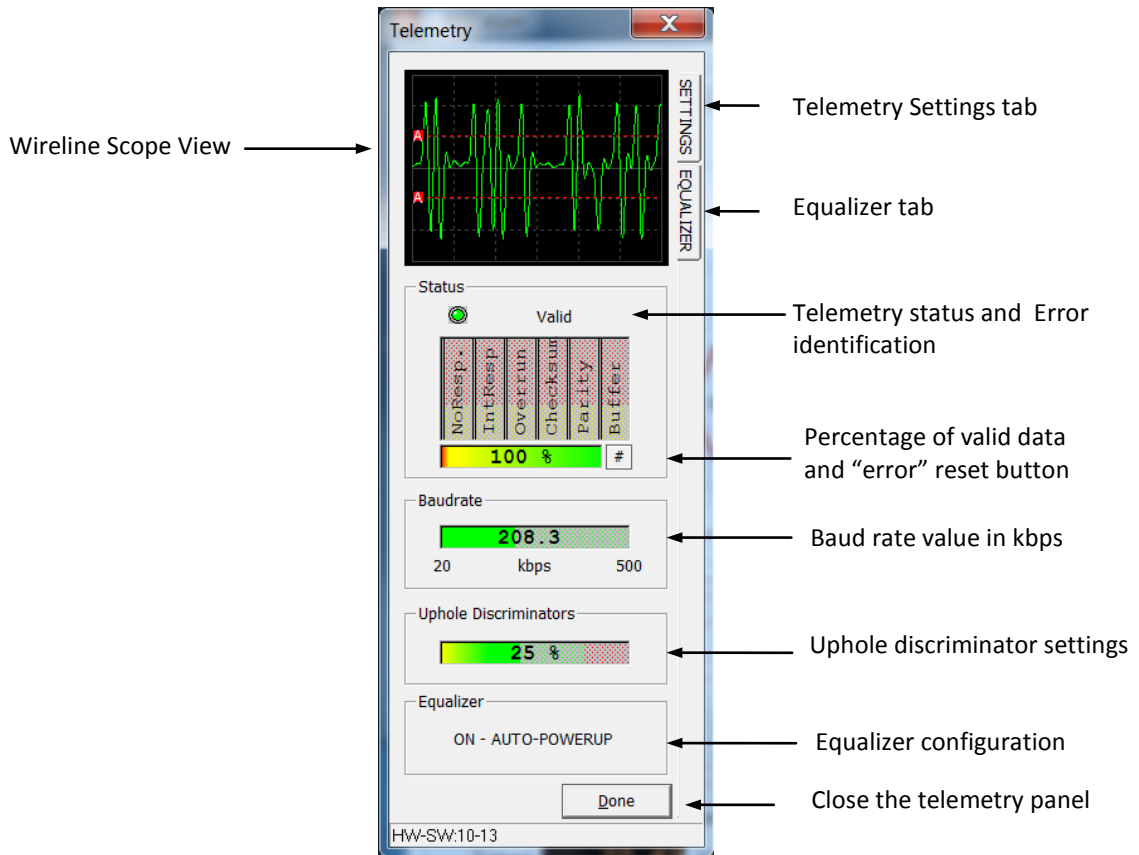 Telemetry
X
Wireline Scope View
A
A
SETTINGS
EQUALIZER
Telemetry Settings tab
Equalizer tab
Status
Valid
Telemetry status and Error
identification
NoResp.
IntResp
Overrun
Checksum
Parity
Buffer
100 %
#
Percentage of valid data
and “error” reset button
Baudrate
208.3
20 kbps 500
Baud rate value in kbps
Uphole Discriminators
25 %
Uphole discriminator settings
Equalizer
ON - AUTO-POWERUP
Equalizer configuration
Done
Close the telemetry panel
HW-SW:10-13